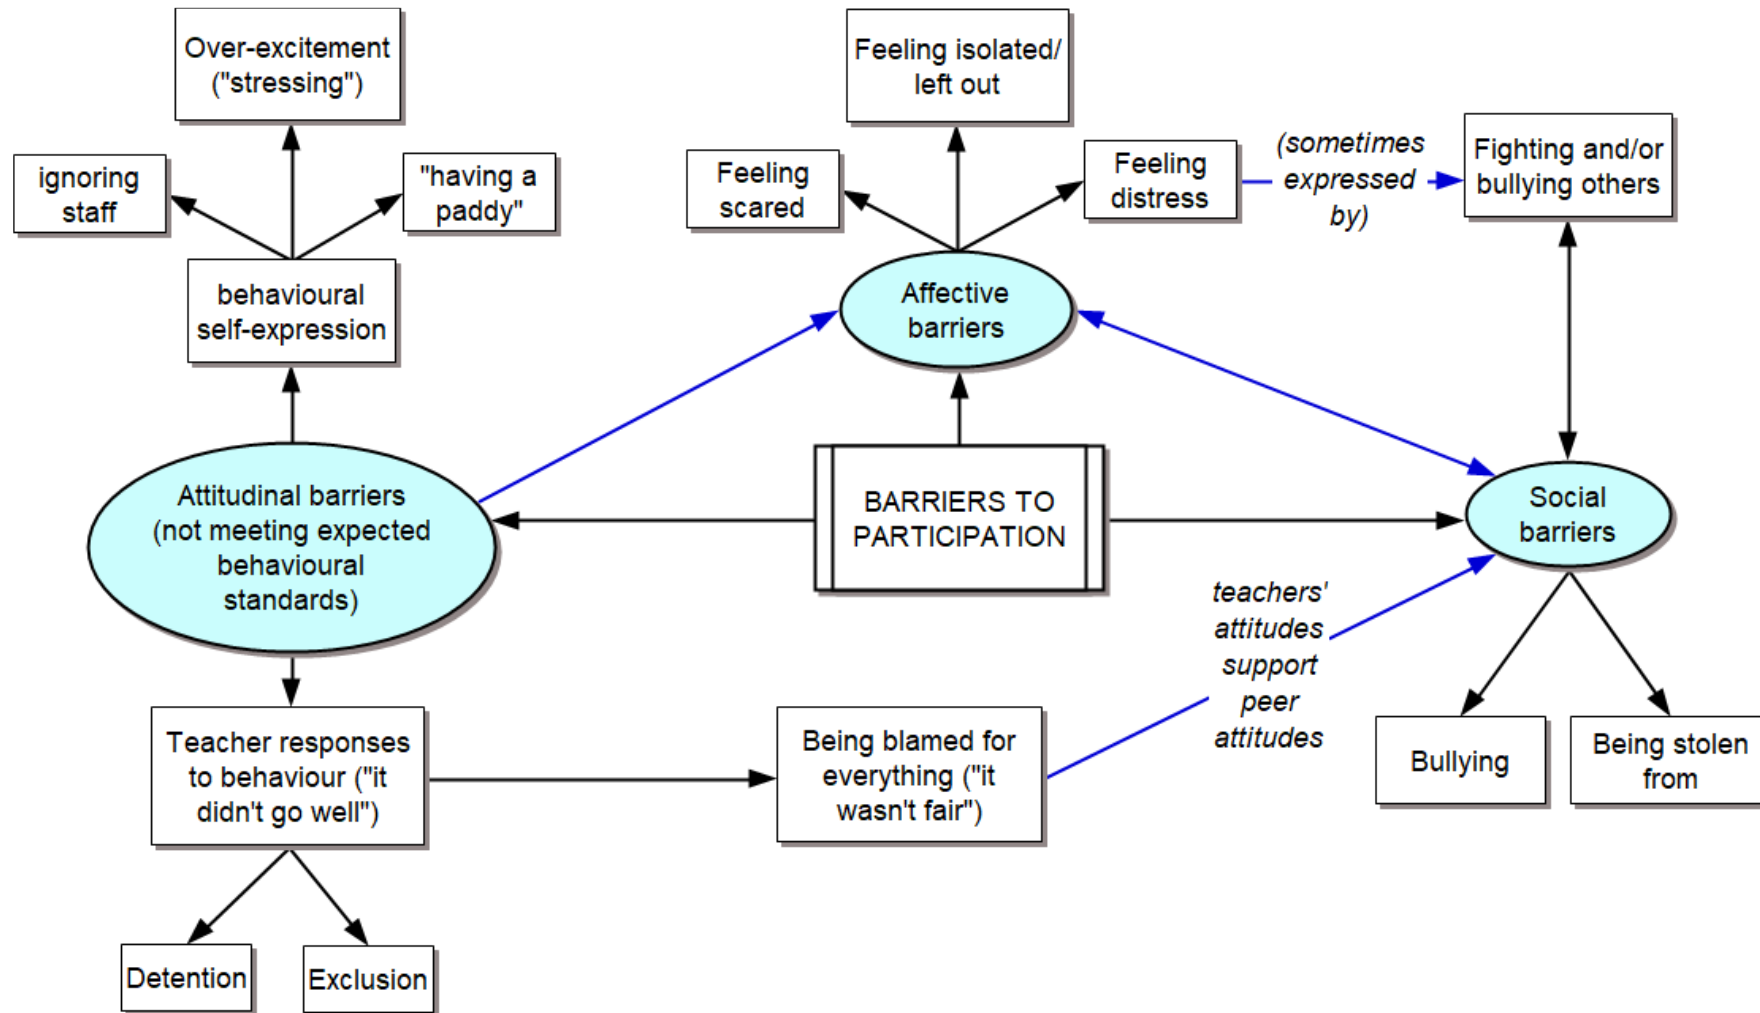 Over-excitement
("stressing")
Feeling isolated/
left out
ignoring
staff
"having a
paddy"
Feeling
scared
Feeling
distress
(sometimes
expressed
by)
Fighting and/or
bullying others
behavioural
self-expression
Affective
barriers
Attitudinal barriers
(not meeting expected
behavioural
standards)
BARRIERS TO
PARTICIPATION
Social
barriers
teachers'
attitudes
support
peer
attitudes
Teacher responses
to behaviour ("it
didn't go well")
Being blamed for
everything ("it
wasn't fair")
Bullying
Being stolen
from
Detention
Exclusion